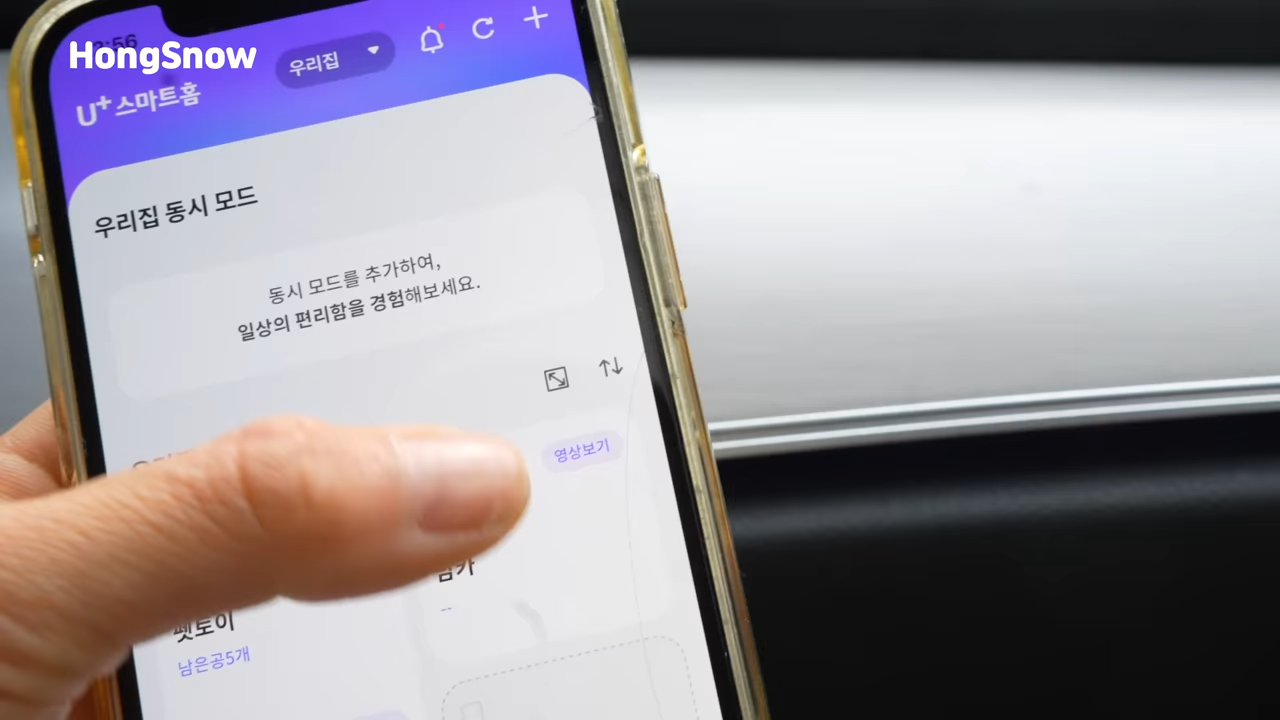 HongSnow
우리집
U+스마트홈
우리집 동시 모드
동시 모드를 추가하여,
일상의 편리함을 경험해보세요.
영상보기
맘카
--
펫토이
남은공5개